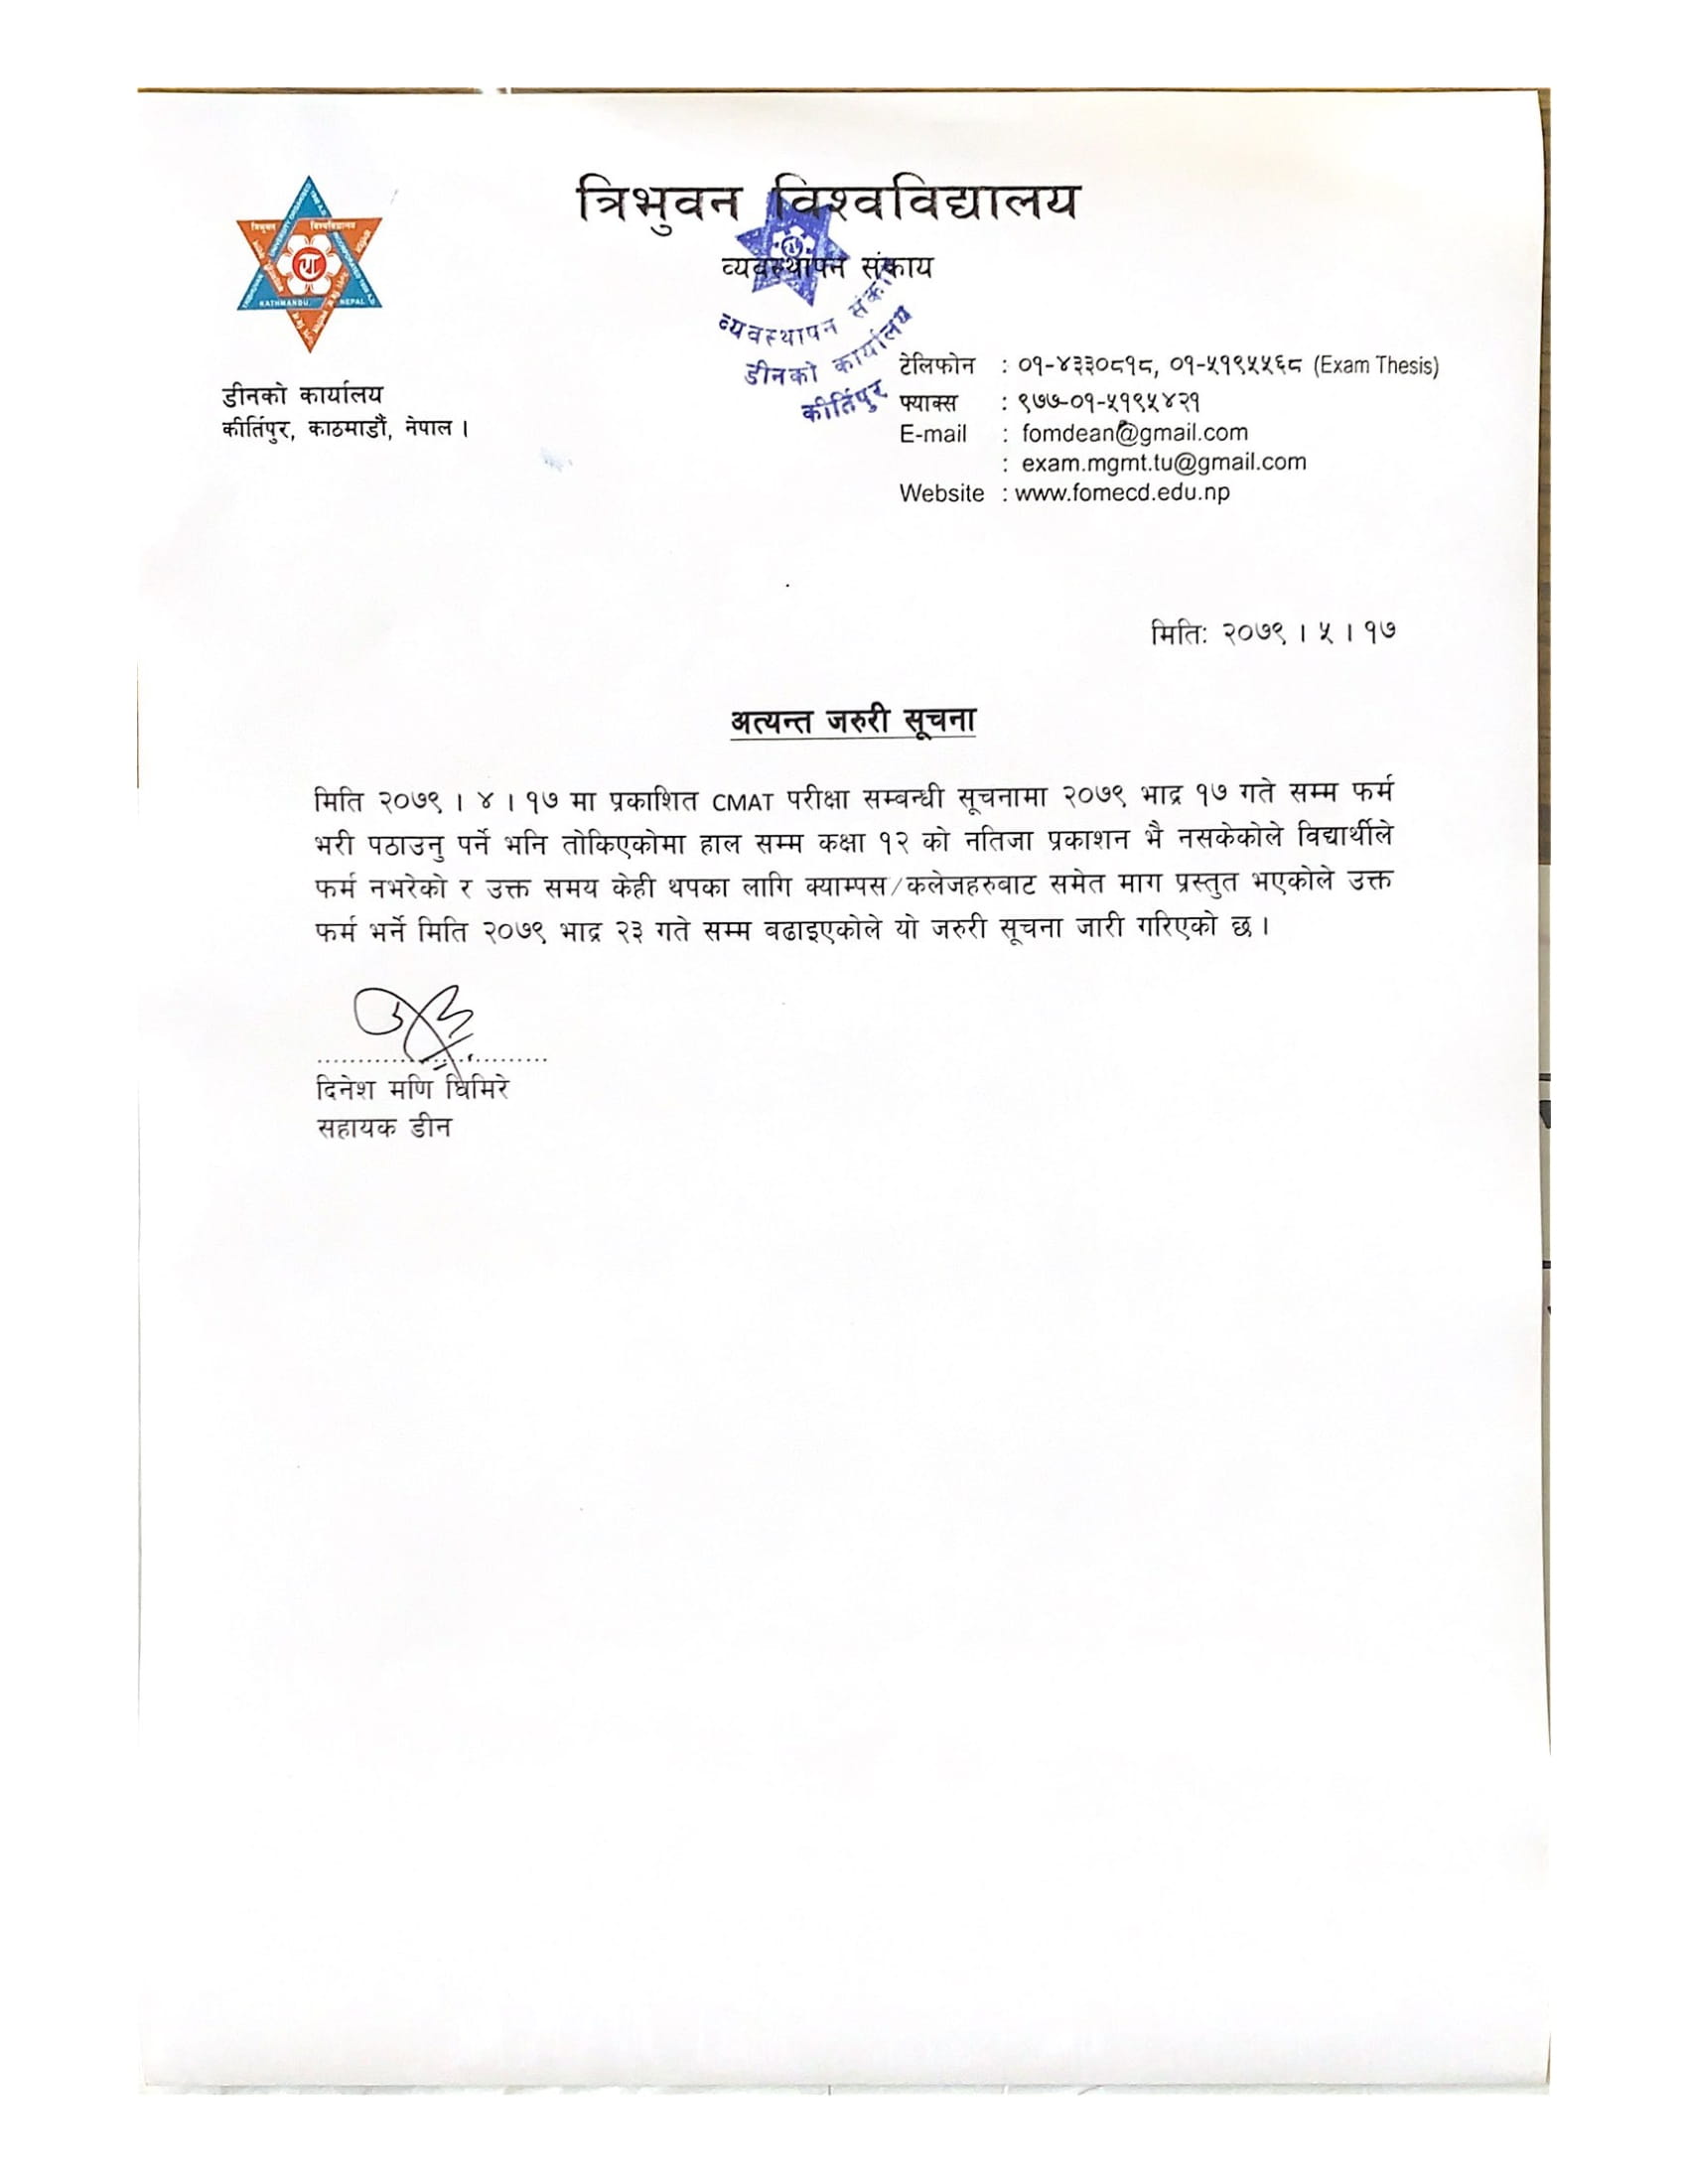 त्रिभुवन विश्वविद्यालय
व्यवस्थापन संकाय
व्यवस्थापन संकाय
डीनको कार्यालय
कीर्तिपुर
त्रिभुवन विश्वविद्यालय
KATHMANDU, NEPAL
डीनको कार्यालय
कीर्तिपुर, काठमाडौं, नेपाल ।
टेलिफोन : ०१-४३३०८१८, ०१-५१९५५६८ (Exam Thesis)
फ्याक्स : ९७७-०१-५१९५४२१
E-mail : fomdean@gmail.com
: exam.mgmt.tu@gmail.com
Website : www.fomecd.edu.np
मितिः २०७९ । ५ । १७
अत्यन्त जरुरी सूचना
मिति २०७९ । ४ । १७ मा प्रकाशित CMAT परीक्षा सम्बन्धी सूचनामा २०७९ भाद्र १७ गते सम्म फर्म
भरी पठाउनु पर्ने भनि तोकिएकोमा हाल सम्म कक्षा १२ को नतिजा प्रकाशन भै नसकेकोले विद्यार्थीले
फर्म नभरेको र उक्त समय केही थपका लागि क्याम्पस/कलेजहरुबाट समेत माग प्रस्तुत भएकोले उक्त
फर्म भर्ने मिति २०७९ भाद्र २३ गते सम्म बढाइएकोले यो जरुरी सूचना जारी गरिएको छ ।
दिनेश मणि घिमिरे
सहायक डीन